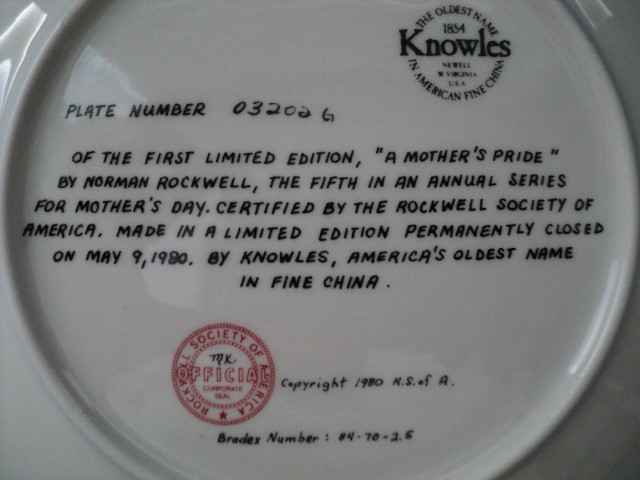 THE OLDEST NAME
1854
Knowles
NEWELL
W VIRGINIA
U.S.A
IN AMERICAN FINE CHINA
PLATE NUMBER 03202 G
OF THE FIRST LIMITED EDITION, "A MOTHER'S PRIDE"
BY NORMAN ROCKWELL, THE FIFTH IN AN ANNUAL SERIES
FOR MOTHER'S DAY. CERTIFIED BY THE ROCKWELL SOCIETY OF
AMERICA. MADE IN A LIMITED EDITION PERMANENTLY CLOSED
ON MAY 9, 1980. BY KNOWLES, AMERICA'S OLDEST NAME
IN FINE CHINA.
ROCKWELL SOCIETY OF AMERICA
MK
OFFICIAL
CORPORATE
SEAL
Copyright 1980 R.S. of A.
Bradex Number: 84-70-2.5